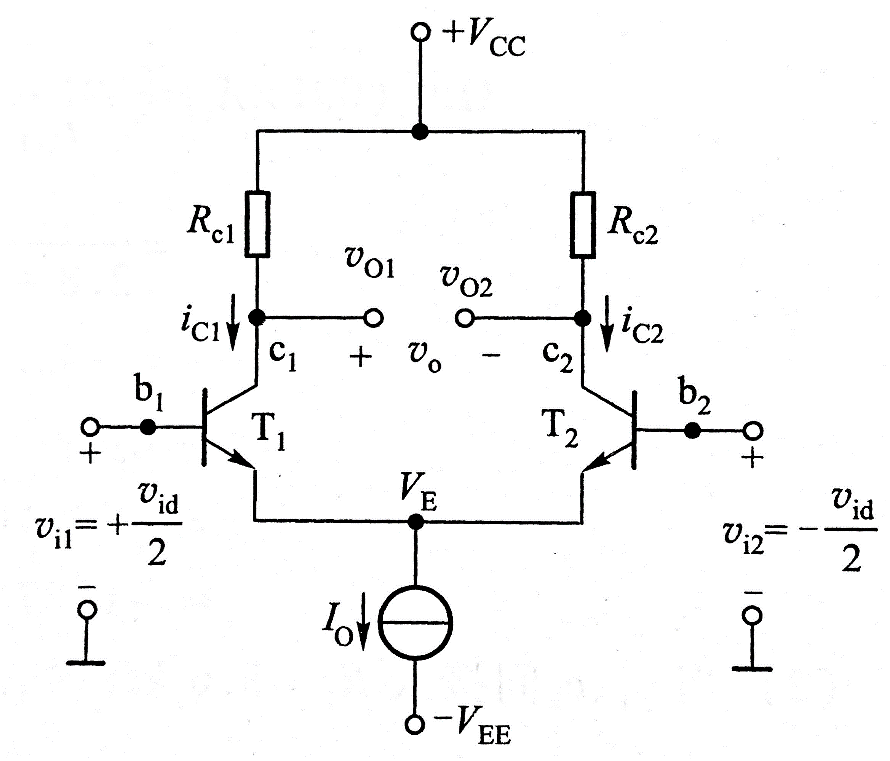 +V_CC
R_c1
R_c2
v_O1
v_O2
i_C1
i_C2
c_1
+
v_o
-
c_2
b_1
b_2
T_1
T_2
+
+
V_E
v_i1=+v_id/2
v_i2=-v_id/2
-
-
I_O
-V_EE